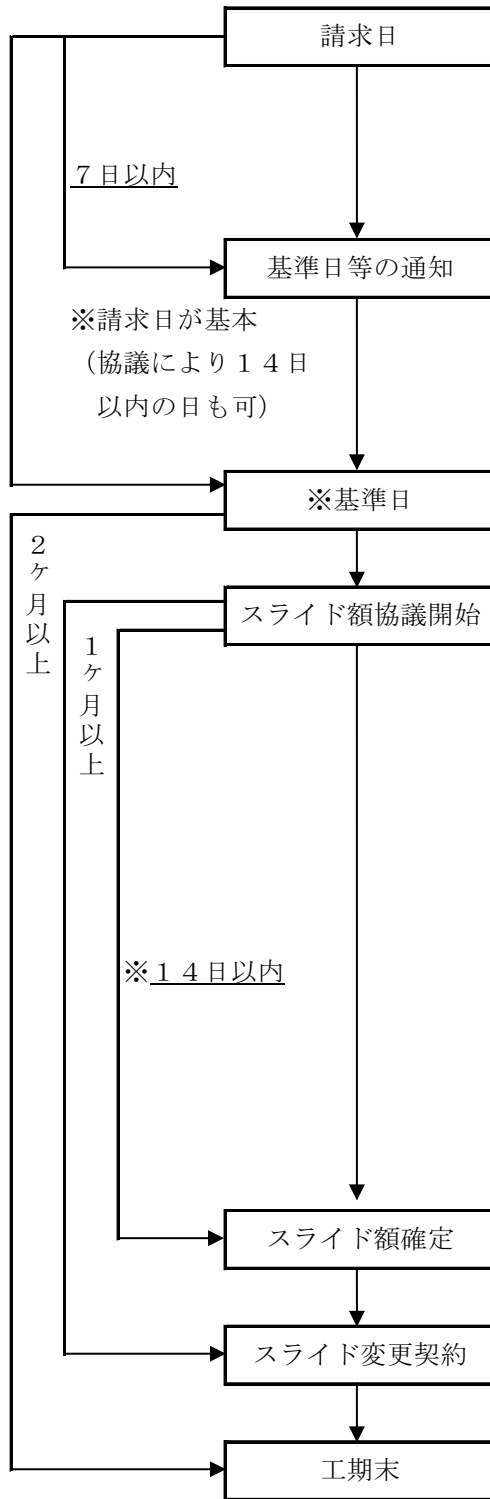 請求日
７日以内
基準日等の通知
※請求日が基本
（協議により１４日
以内の日も可）
※基準日
２ヶ月以上
スライド額協議開始
１ヶ月以上
※１４日以内
スライド額確定
スライド変更契約
工期末